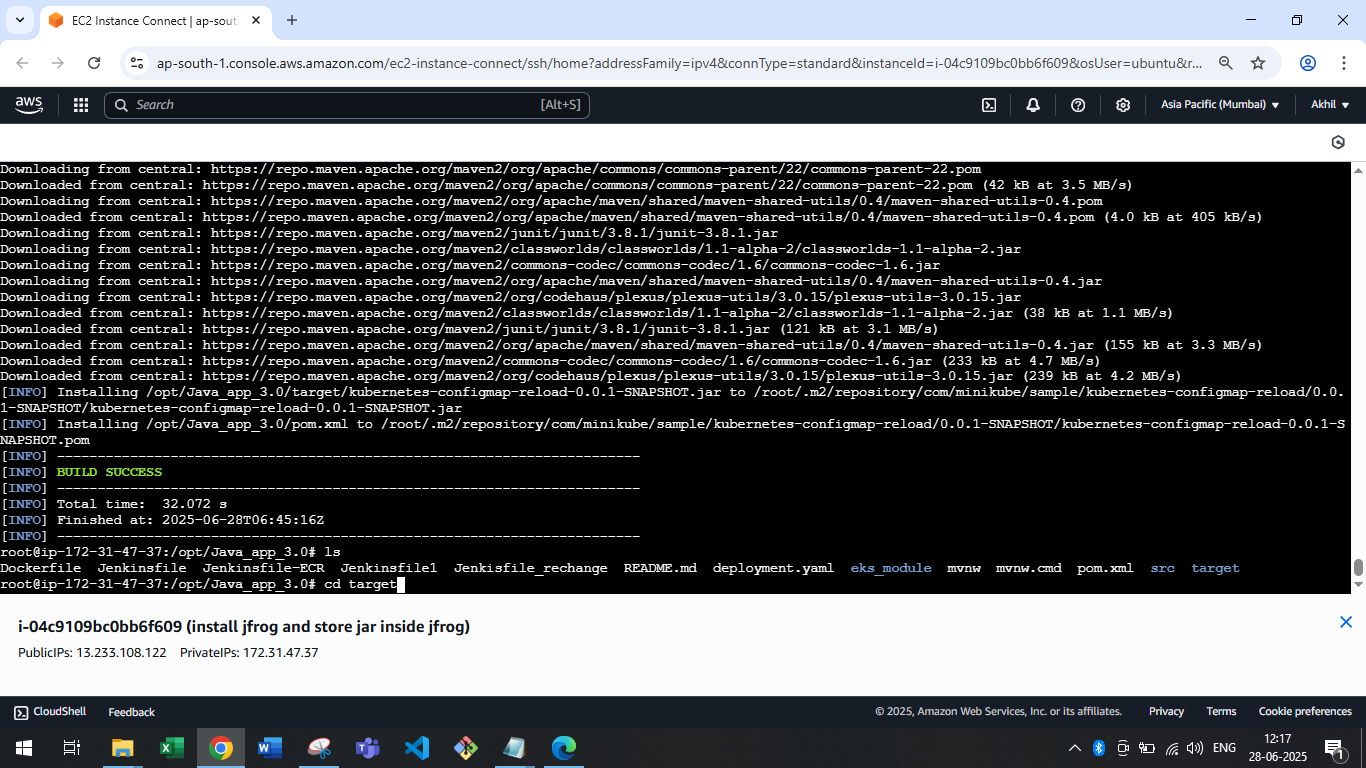 EC2 Instance Connect | ap-sout
ap-south-1.console.aws.amazon.com/ec2-instance-connect/ssh/home?addressFamily=ipv4&connType=standard&instanceId=i-04c9109bc0bb6f609&osUser=ubuntu&r...
aws
Search
[Alt+S]
Asia Pacific (Mumbai)
Akhil
Downloading from central: https://repo.maven.apache.org/maven2/org/apache/commons/commons-parent/22/commons-parent-22.pom
Downloaded from central: https://repo.maven.apache.org/maven2/org/apache/commons/commons-parent/22/commons-parent-22.pom (42 kB at 3.5 MB/s)
Downloading from central: https://repo.maven.apache.org/maven2/org/apache/maven/shared/maven-shared-utils/0.4/maven-shared-utils-0.4.pom
Downloaded from central: https://repo.maven.apache.org/maven2/org/apache/maven/shared/maven-shared-utils/0.4/maven-shared-utils-0.4.pom (4.0 kB at 405 kB/s)
Downloading from central: https://repo.maven.apache.org/maven2/junit/junit/3.8.1/junit-3.8.1.jar
Downloading from central: https://repo.maven.apache.org/maven2/classworlds/classworlds/1.1-alpha-2/classworlds-1.1-alpha-2.jar
Downloading from central: https://repo.maven.apache.org/maven2/commons-codec/commons-codec/1.6/commons-codec-1.6.jar
Downloading from central: https://repo.maven.apache.org/maven2/org/apache/maven/shared/maven-shared-utils/0.4/maven-shared-utils-0.4.jar
Downloading from central: https://repo.maven.apache.org/maven2/org/codehaus/plexus/plexus-utils/3.0.15/plexus-utils-3.0.15.jar
Downloaded from central: https://repo.maven.apache.org/maven2/classworlds/classworlds/1.1-alpha-2/classworlds-1.1-alpha-2.jar (38 kB at 1.1 MB/s)
Downloaded from central: https://repo.maven.apache.org/maven2/junit/junit/3.8.1/junit-3.8.1.jar (121 kB at 3.1 MB/s)
Downloaded from central: https://repo.maven.apache.org/maven2/org/apache/maven/shared/maven-shared-utils/0.4/maven-shared-utils-0.4.jar (155 kB at 3.3 MB/s)
Downloaded from central: https://repo.maven.apache.org/maven2/commons-codec/commons-codec/1.6/commons-codec-1.6.jar (233 kB at 4.7 MB/s)
Downloaded from central: https://repo.maven.apache.org/maven2/org/codehaus/plexus/plexus-utils/3.0.15/plexus-utils-3.0.15.jar (239 kB at 4.2 MB/s)
[INFO] Installing /opt/Java_app_3.0/target/kubernetes-configmap-reload-0.0.1-SNAPSHOT.jar to /root/.m2/repository/com/minikube/sample/kubernetes-configmap-reload/0.0.
1-SNAPSHOT/kubernetes-configmap-reload-0.0.1-SNAPSHOT.jar
[INFO] Installing /opt/Java_app_3.0/pom.xml to /root/.m2/repository/com/minikube/sample/kubernetes-configmap-reload/0.0.1-SNAPSHOT/kubernetes-configmap-reload-0.0.1-S
NAPSHOT.pom
[INFO] ------------------------------------------------------------------------
[INFO] BUILD SUCCESS
[INFO] ------------------------------------------------------------------------
[INFO] Total time:  32.072 s
[INFO] Finished at: 2025-06-28T06:45:16Z
[INFO] ------------------------------------------------------------------------
root@ip-172-31-47-37:/opt/Java_app_3.0# ls
Dockerfile  Jenkinsfile  Jenkinsfile-ECR  Jenkinsfile1  Jenkisfile_rechange  README.md  deployment.yaml  eks_module  mvnw  mvnw.cmd  pom.xml  src  target
root@ip-172-31-47-37:/opt/Java_app_3.0# cd target
i-04c9109bc0bb6f609 (install jfrog and store jar inside jfrog)
PublicIPs: 13.233.108.122    PrivateIPs: 172.31.47.37
CloudShell    Feedback
© 2025, Amazon Web Services, Inc. or its affiliates.    Privacy    Terms    Cookie preferences
ENG
12:17
28-06-2025
1